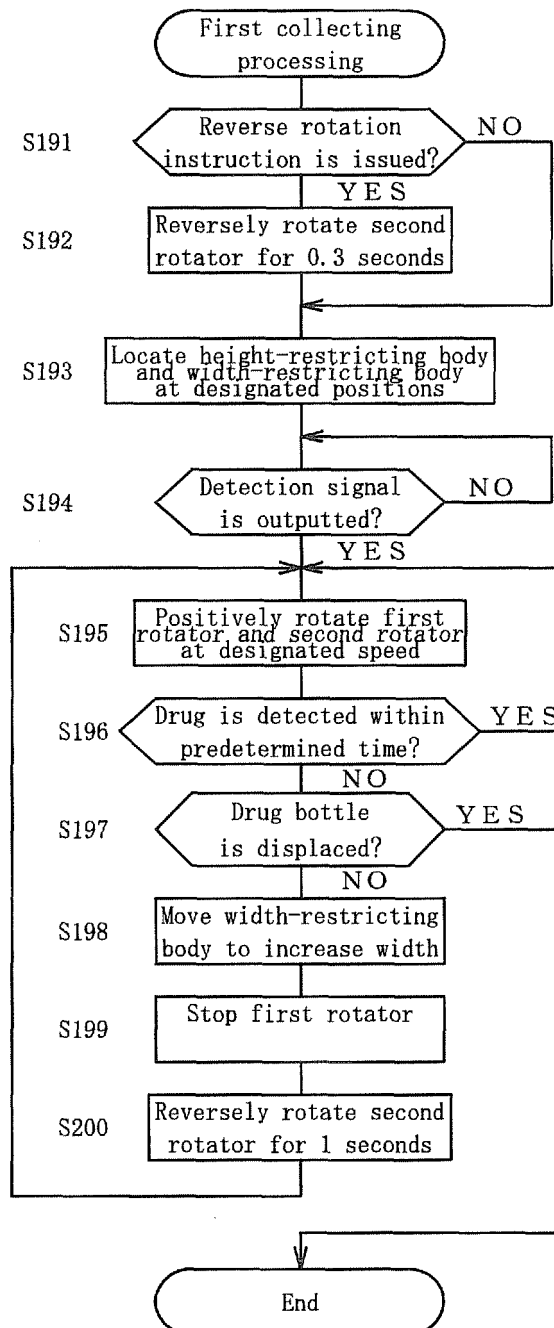 First collecting
processing
S191
Reverse rotation
instruction is issued?
NO
YES
S192
Reversely rotate second
rotator for 0.3 seconds
S193
Locate height-restricting body
and width-restricting body
at designated positions
S194
Detection signal
is outputted?
NO
YES
S195
Positively rotate first
rotator and second rotator
at designated speed
S196
Drug is detected within
predetermined time?
YES
NO
S197
Drug bottle
is displaced?
YES
NO
S198
Move width-restricting
body to increase width
S199
Stop first rotator
S200
Reversely rotate second
rotator for 1 seconds
End